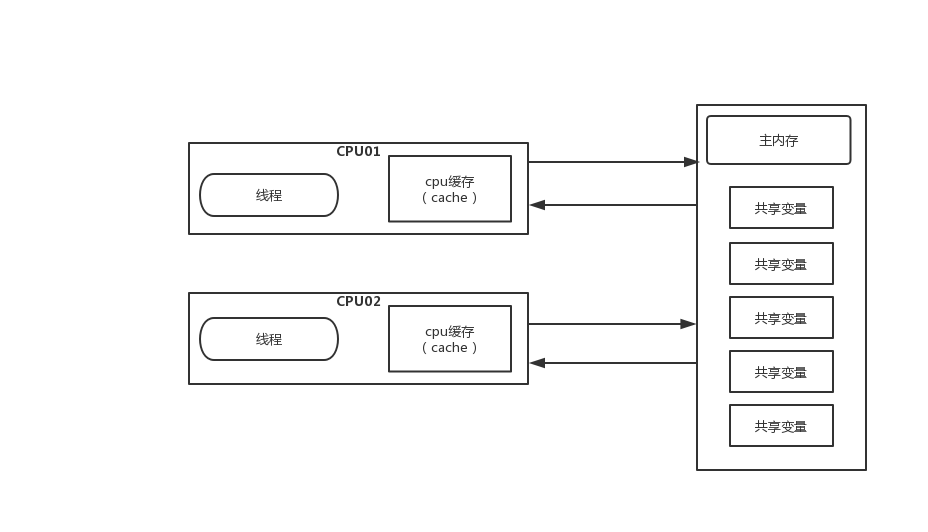 CPU01
线程
cpu缓存
（cache）
CPU02
线程
cpu缓存
（cache）
主内存
共享变量
共享变量
共享变量
共享变量
共享变量